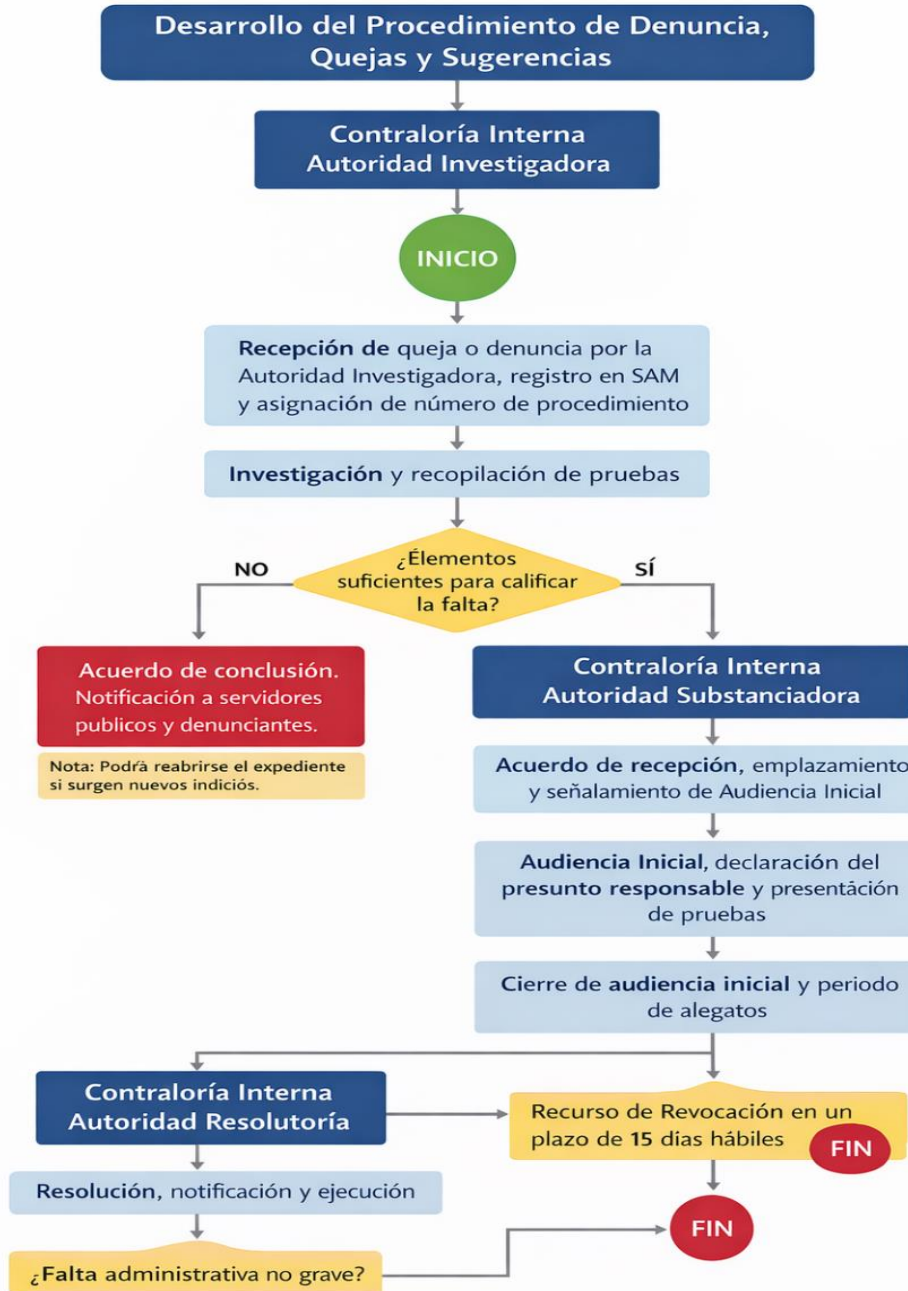 Desarrollo del Procedimiento de Denuncia,
Quejas y Sugerencias
Contraloría Interna
Autoridad Investigadora
INICIO
Recepción de queja o denuncia por la
Autoridad Investigadora, registro en SAM
y asignación de número de procedimiento
Investigación y recopilación de pruebas
¿Élementos
suficientes para calificar
la falta?
NO
SÍ
Acuerdo de conclusión.
Notificación a servidores
publicos y denunciantes.
Nota: Podŕa reabrirse el expediente
si surgen nuevos indiciós.
Contraloría Interna
Autoridad Substanciadora
Acuerdo de recepción, emplazamiento
y señalamiento de Audiencia Inicial
Audiencia Inicial, declaración del
presunto responsable y presentación
de pruebas
Cierre de audiencia inicial y periodo
de alegatos
Contraloría Interna
Autoridad Resolutoría
Recurso de Revocación en un
plazo de 15 días hábiles
FIN
Resolución, notificación y ejecución
FIN
¿Falta administrativa no grave?